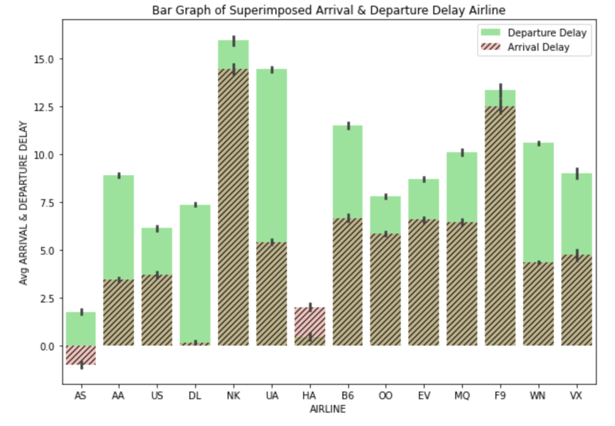 Bar Graph of Superimposed Arrival & Departure Delay Airline
Departure Delay
Arrival Delay
Avg ARRIVAL & DEPARTURE DELAY
15.0
12.5
10.0
7.5
5.0
2.5
0.0
AS AA US DL NK UA HA B6 OO EV MQ F9 WN VX
AIRLINE